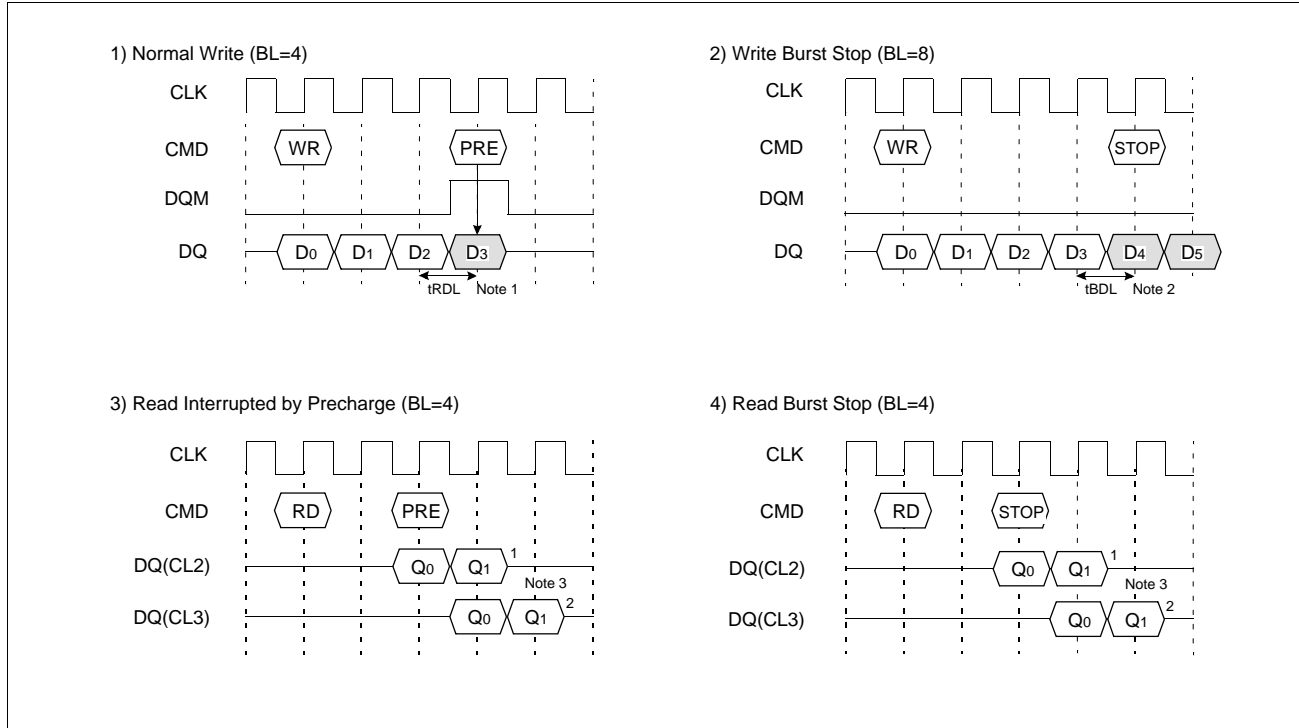 1) Normal Write (BL=4)
CLK
CMD WR PRE
DQM
DQ D0 D1 D2 D3
tRDL Note 1
2) Write Burst Stop (BL=8)
CLK
CMD WR STOP
DQM
DQ D0 D1 D2 D3 D4 D5
tBDL Note 2
3) Read Interrupted by Precharge (BL=4)
CLK
CMD RD PRE
DQ(CL2) Q0 Q1 1
Note 3
DQ(CL3) Q0 Q1 2
4) Read Burst Stop (BL=4)
CLK
CMD RD STOP
DQ(CL2) Q0 Q1 1
Note 3
DQ(CL3) Q0 Q1 2